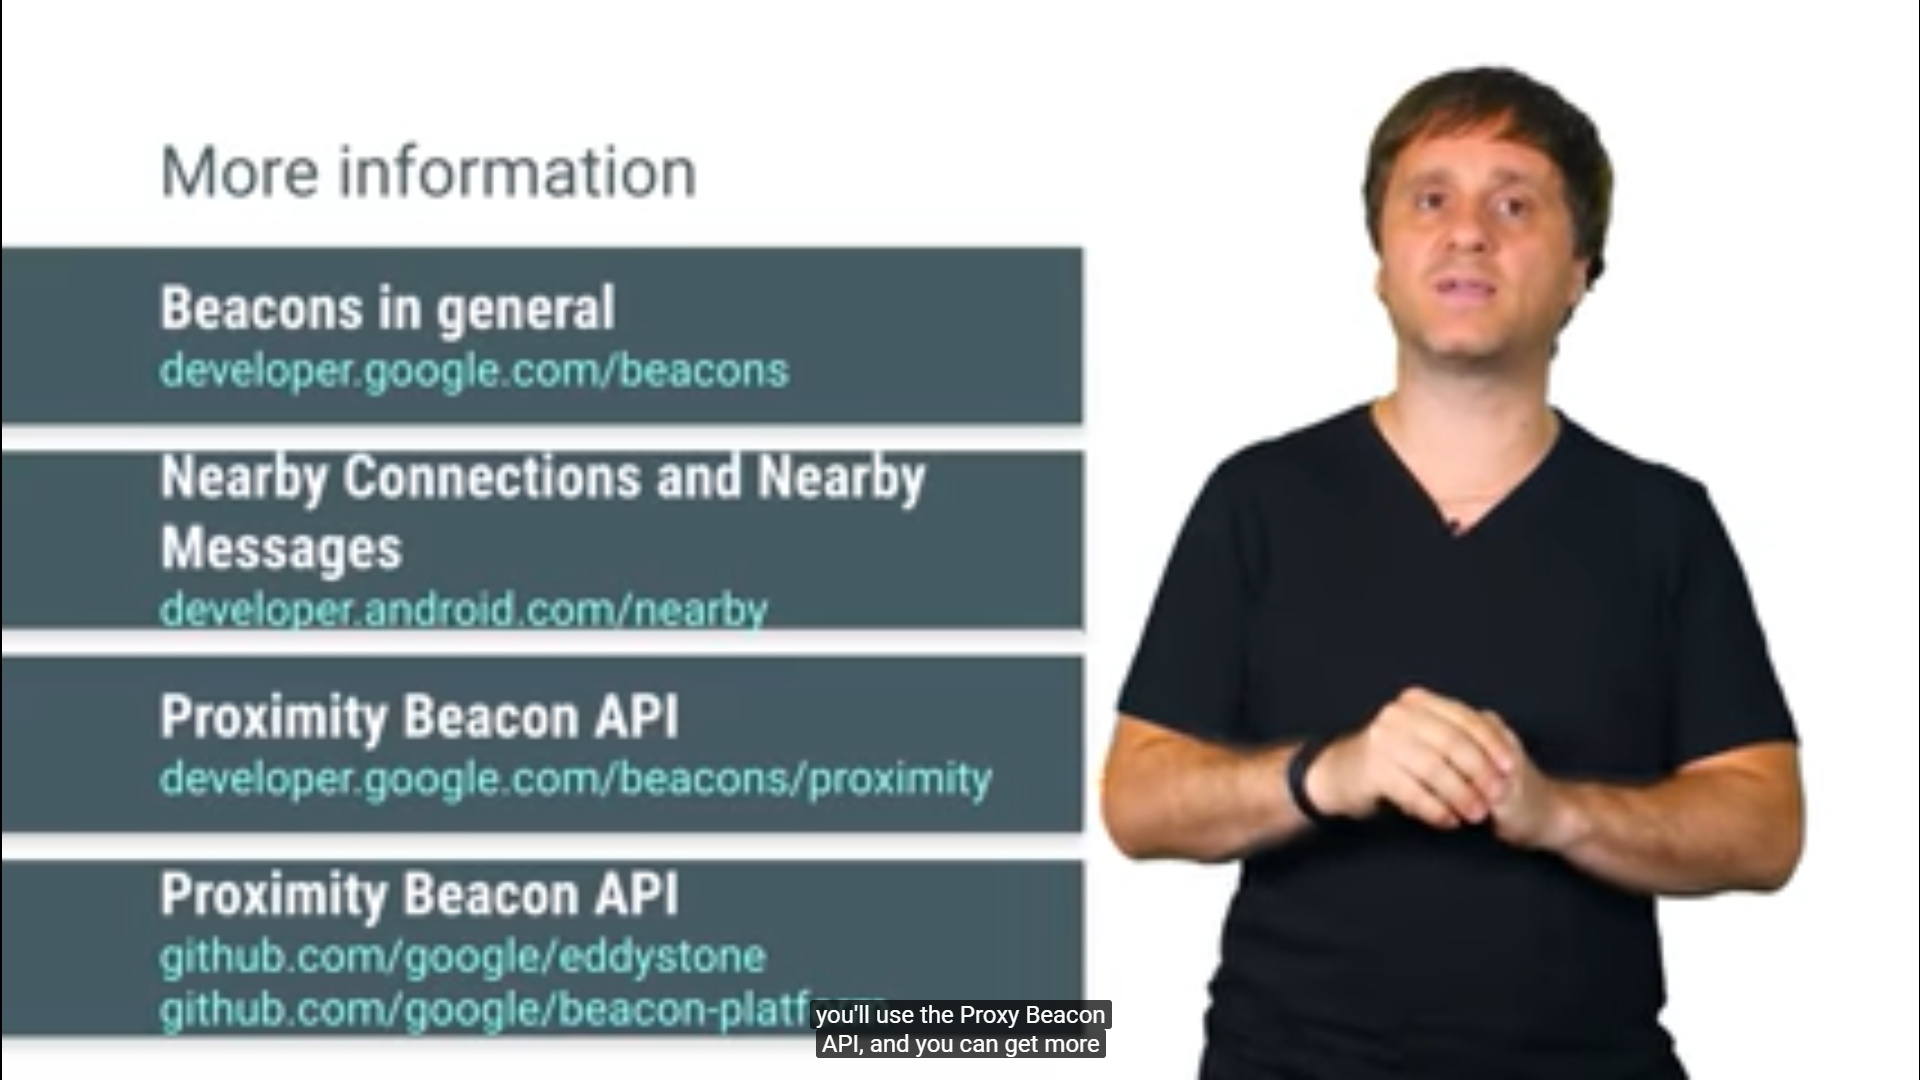 More information
Beacons in general
developer.google.com/beacons
Nearby Connections and Nearby
Messages
developer.android.com/nearby
Proximity Beacon API
developer.google.com/beacons/proximity
Proximity Beacon API
github.com/google/eddystone
github.com/google/beacon-platf
you'll use the Proxy Beacon
API, and you can get more